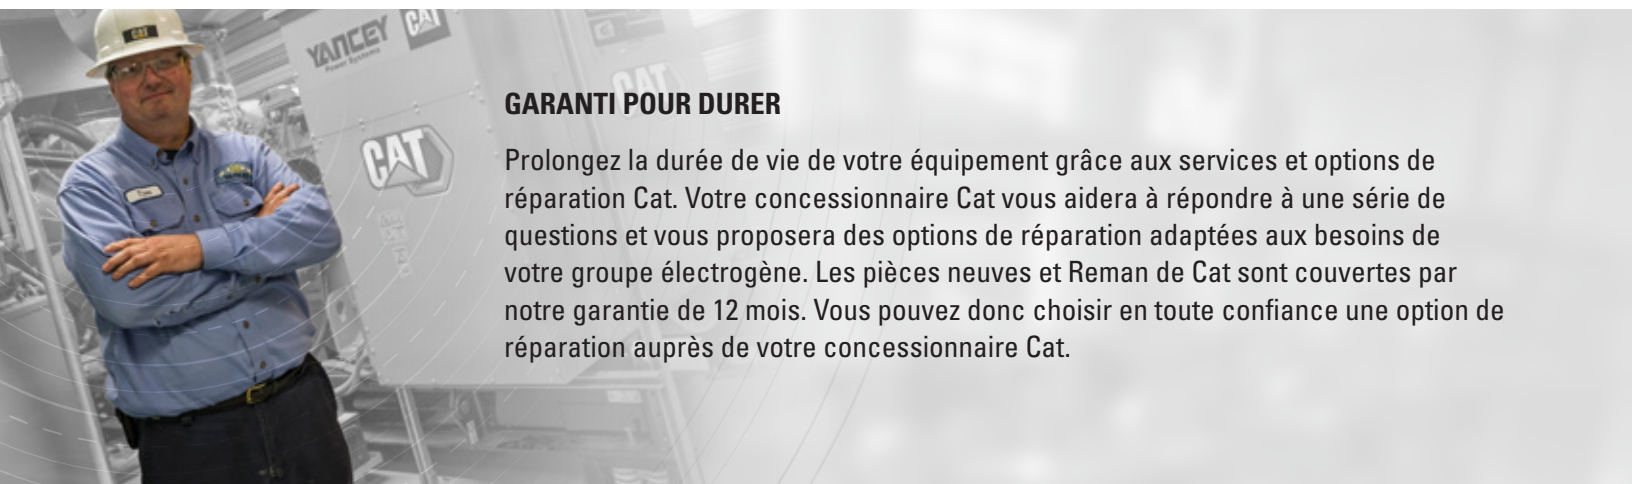 CAT
YANCEY
Power Systems
CAT
CAT
CAT
GARANTI POUR DURER
Prolongez la durée de vie de votre équipement grâce aux services et options de
réparation Cat. Votre concessionnaire Cat vous aidera à répondre à une série de
questions et vous proposera des options de réparation adaptées aux besoins de
votre groupe électrogène. Les pièces neuves et Reman de Cat sont couvertes par
notre garantie de 12 mois. Vous pouvez donc choisir en toute confiance une option de
réparation auprès de votre concessionnaire Cat.